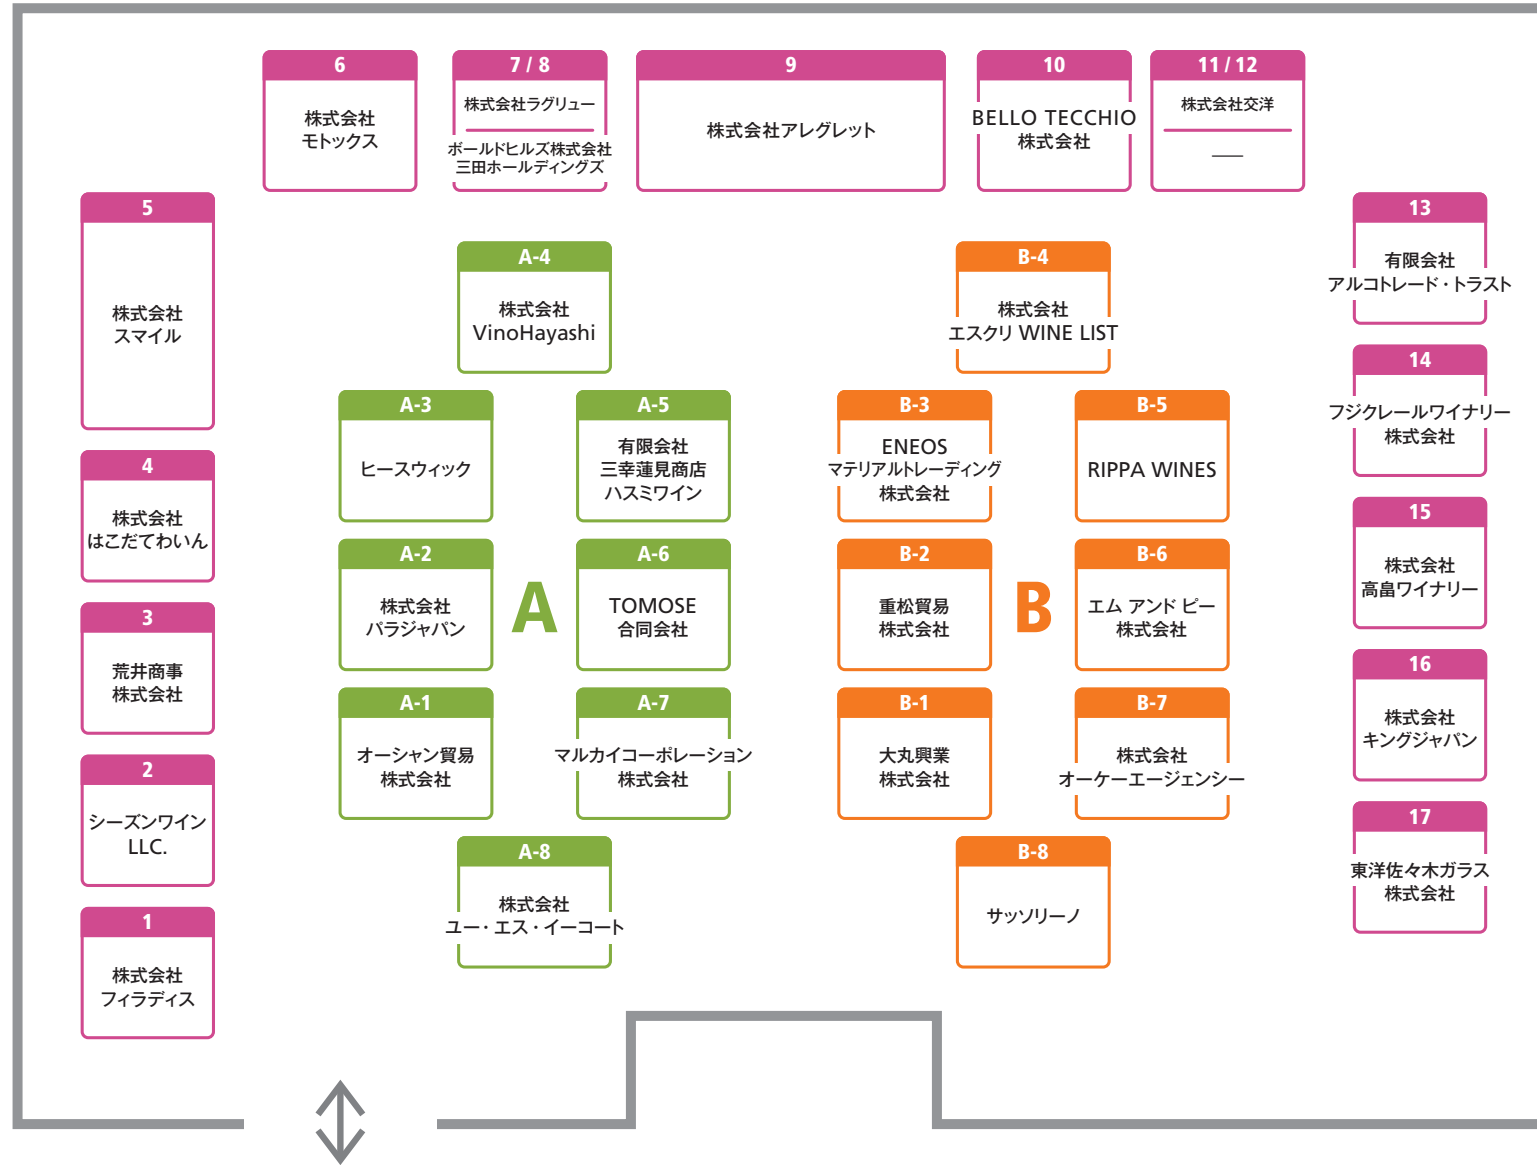 6
株式会社
モトックス
7 / 8
株式会社ラグリュー
ボールドヒルズ株式会社
三田ホールディングズ
9
株式会社アレグレット
10
BELLO TECCHIO
株式会社
11 / 12
株式会社交洋
—
5
株式会社
スマイル
4
株式会社
はこだてわいん
3
荒井商事
株式会社
2
シーズンワイン
LLC.
1
株式会社
フィラディス
A-4
株式会社
VinoHayashi
A-3
ヒースウィック
A-5
有限会社
三幸蓮見商店
ハスミワイン
A-2
株式会社
パラジャパン
A
A-6
TOMOSE
合同会社
A-1
オーシャン貿易
株式会社
A-7
マルカイコーポレーション
株式会社
A-8
株式会社
ユー・エス・イーコート
B-4
株式会社
エスクリ WINE LIST
B-3
ENEOS
マテリアルトレーディング
株式会社
B-5
RIPPA WINES
B-2
重松貿易
株式会社
B
B-6
エム アンド ピー
株式会社
B-1
大丸興業
株式会社
B-7
株式会社
オーケーエージェンシー
B-8
サッソリーノ
13
有限会社
アルコトレード・トラスト
14
フジクレールワイナリー
株式会社
15
株式会社
高畠ワイナリー
16
株式会社
キングジャパン
17
東洋佐々木ガラス
株式会社